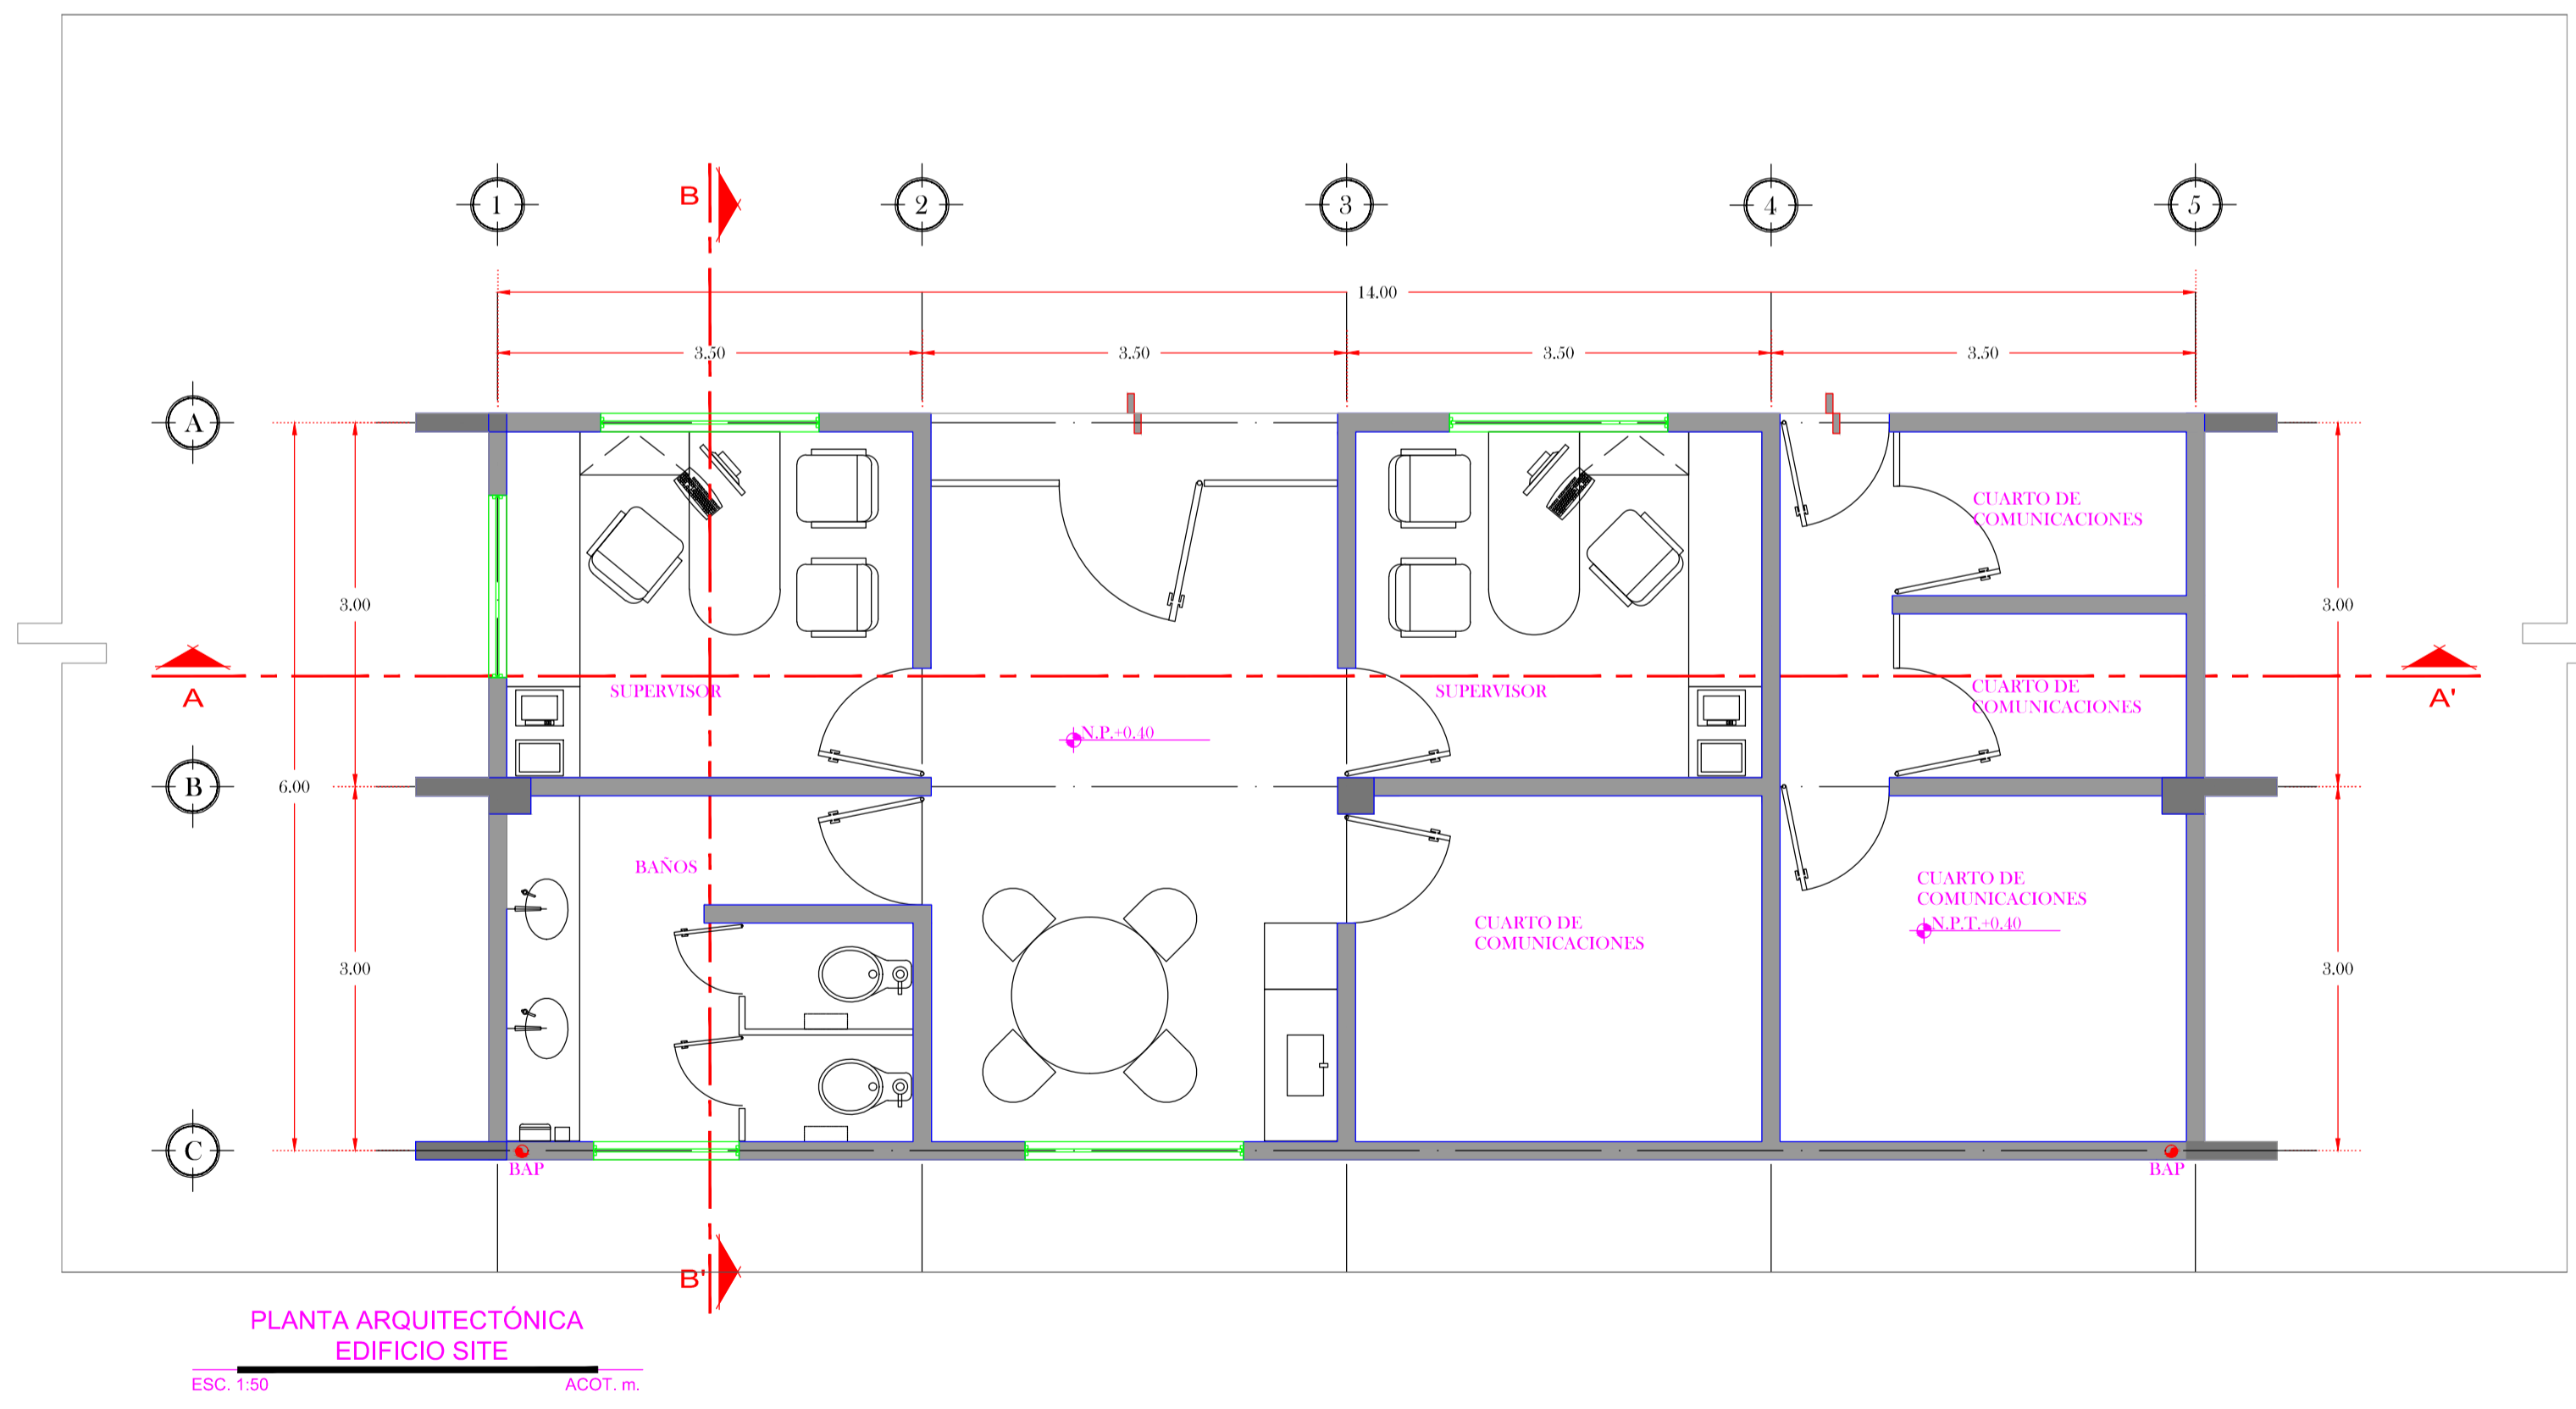 B
1
2
3
4
5
14.00
3.50
3.50
3.50
3.50
A
CUARTO DE
COMUNICACIONES
3.00
6.00
3.00
A
SUPERVISOR
SUPERVISOR
CUARTO DE
COMUNICACIONES
A'
N.P.+0.40
B
BAÑOS
CUARTO DE
COMUNICACIONES
N.P.T.+0.40
CUARTO DE
COMUNICACIONES
3.00
3.00
C
BAP
BAP
B'
PLANTA ARQUITECTÓNICA
EDIFICIO SITE
ESC. 1:50
ACOT. m.